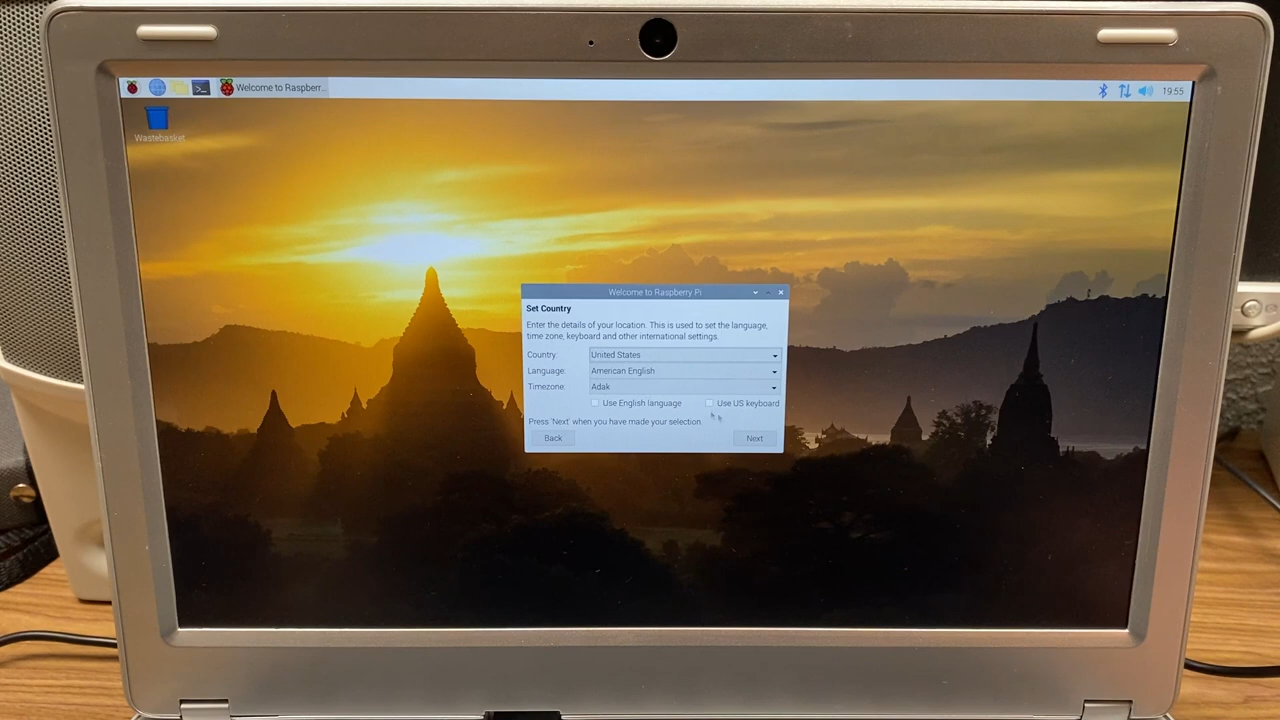 Welcome to Raspberr...
19:55
Wastebasket
Welcome to Raspberry Pi
Set Country
Enter the details of your location. This is used to set the language,
time zone, keyboard and other international settings.
Country: United States
Language: American English
Timezone: Adak
Use English language Use US keyboard
Press 'Next' when you have made your selection.
Back Next